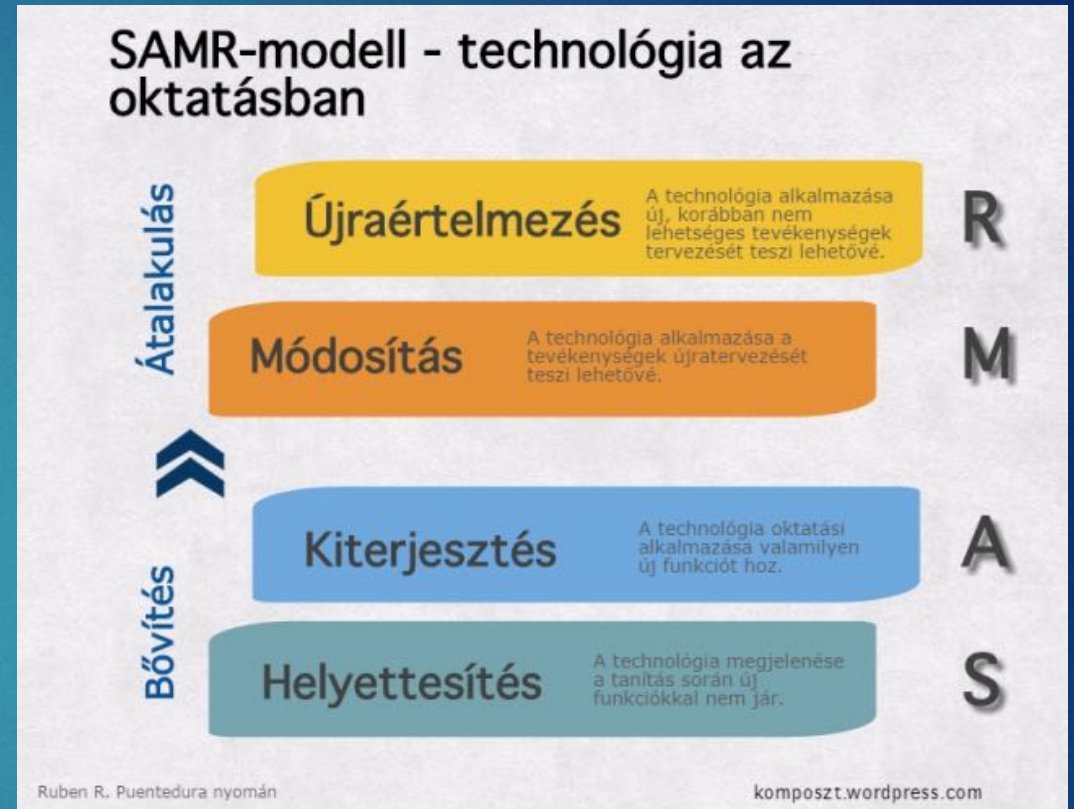 SAMR-modell - technológia az
oktatásban
Átalakulás
Újraértelmezés
A technológia alkalmazása
új, korábban nem
lehetséges tevékenységek
tervezését teszi lehetővé.
R
Módosítás
A technológia alkalmazása a
tevékenységek újratervezését
teszi lehetővé.
M
Bővítés
Kiterjesztés
A technológia oktatási
alkalmazása valamilyen
új funkciót hoz.
A
Helyettesítés
A technológia megjelenése
a tanítás során új
funkciókkal nem jár.
S
Ruben R. Puentedura nyomán
komposzt.wordpress.com